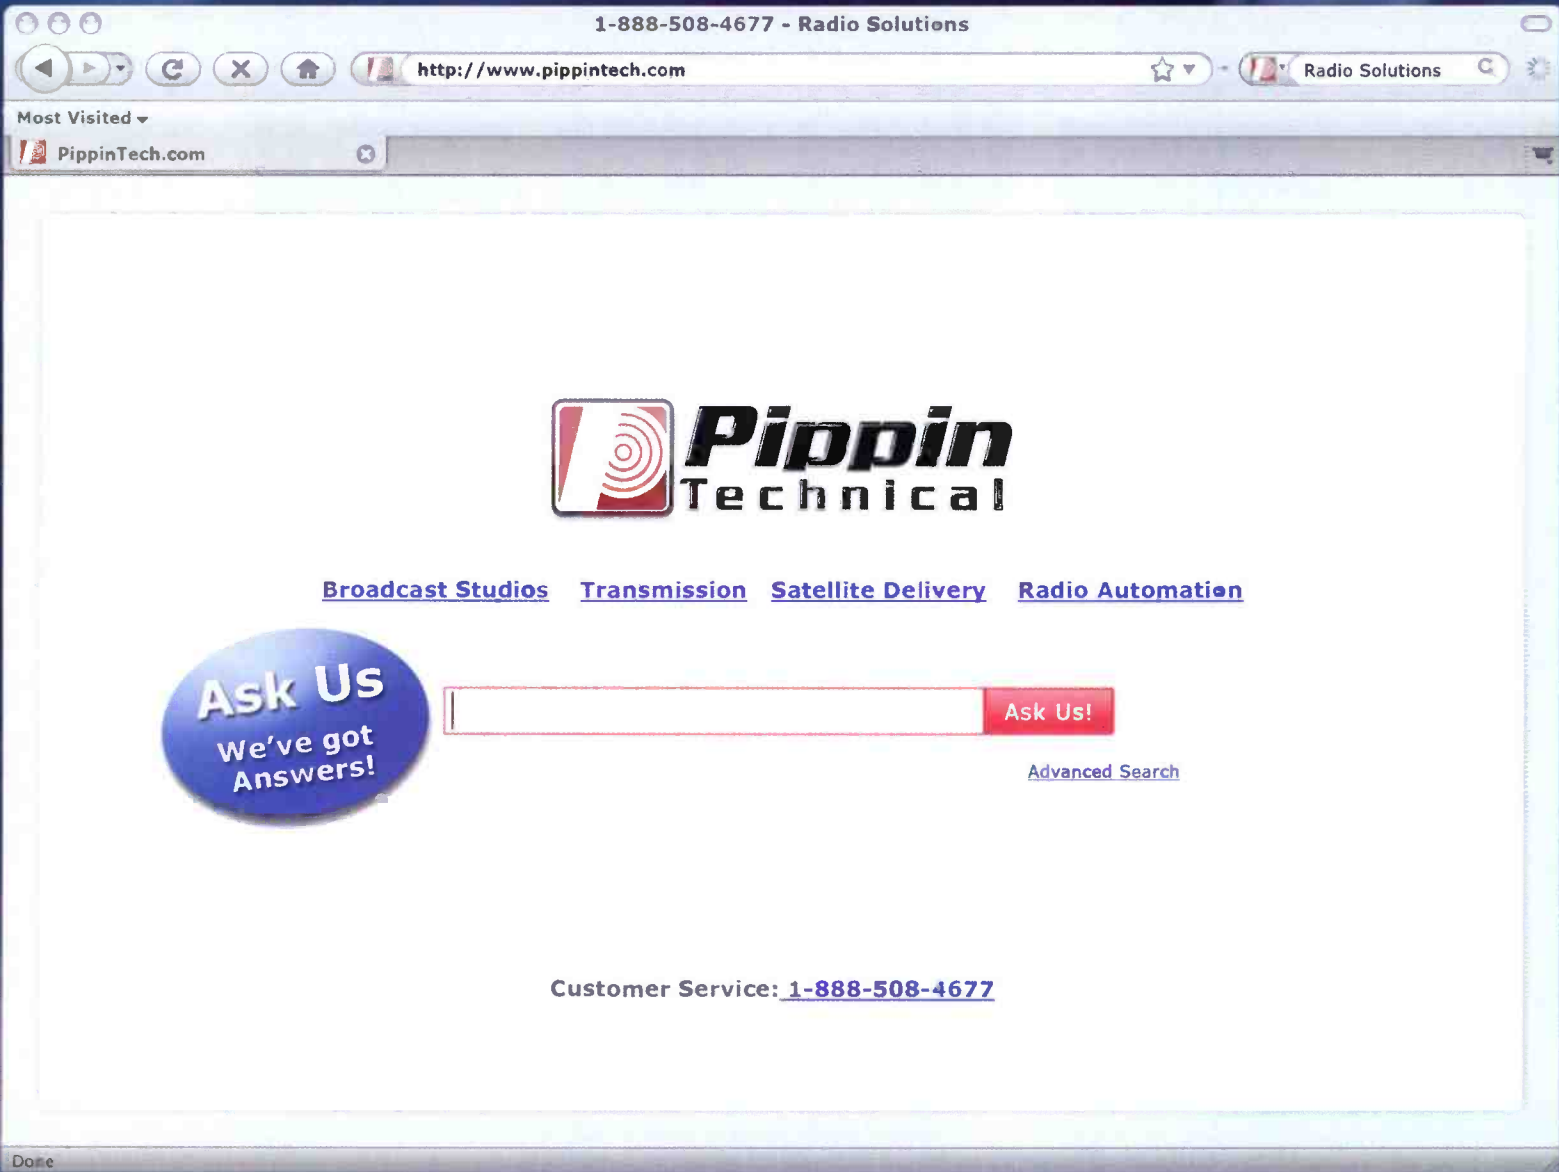 1-888-508-4677 - Radio Solutions
http://www.pippintech.com
Radio Solutions
Most Visited
PippinTech.com
Pippin
Technical
Broadcast Studios Transmission Satellite Delivery Radio Automation
Ask Us
We've got
Answers!
Ask Us!
Advanced Search
Customer Service: 1-888-508-4677
Done